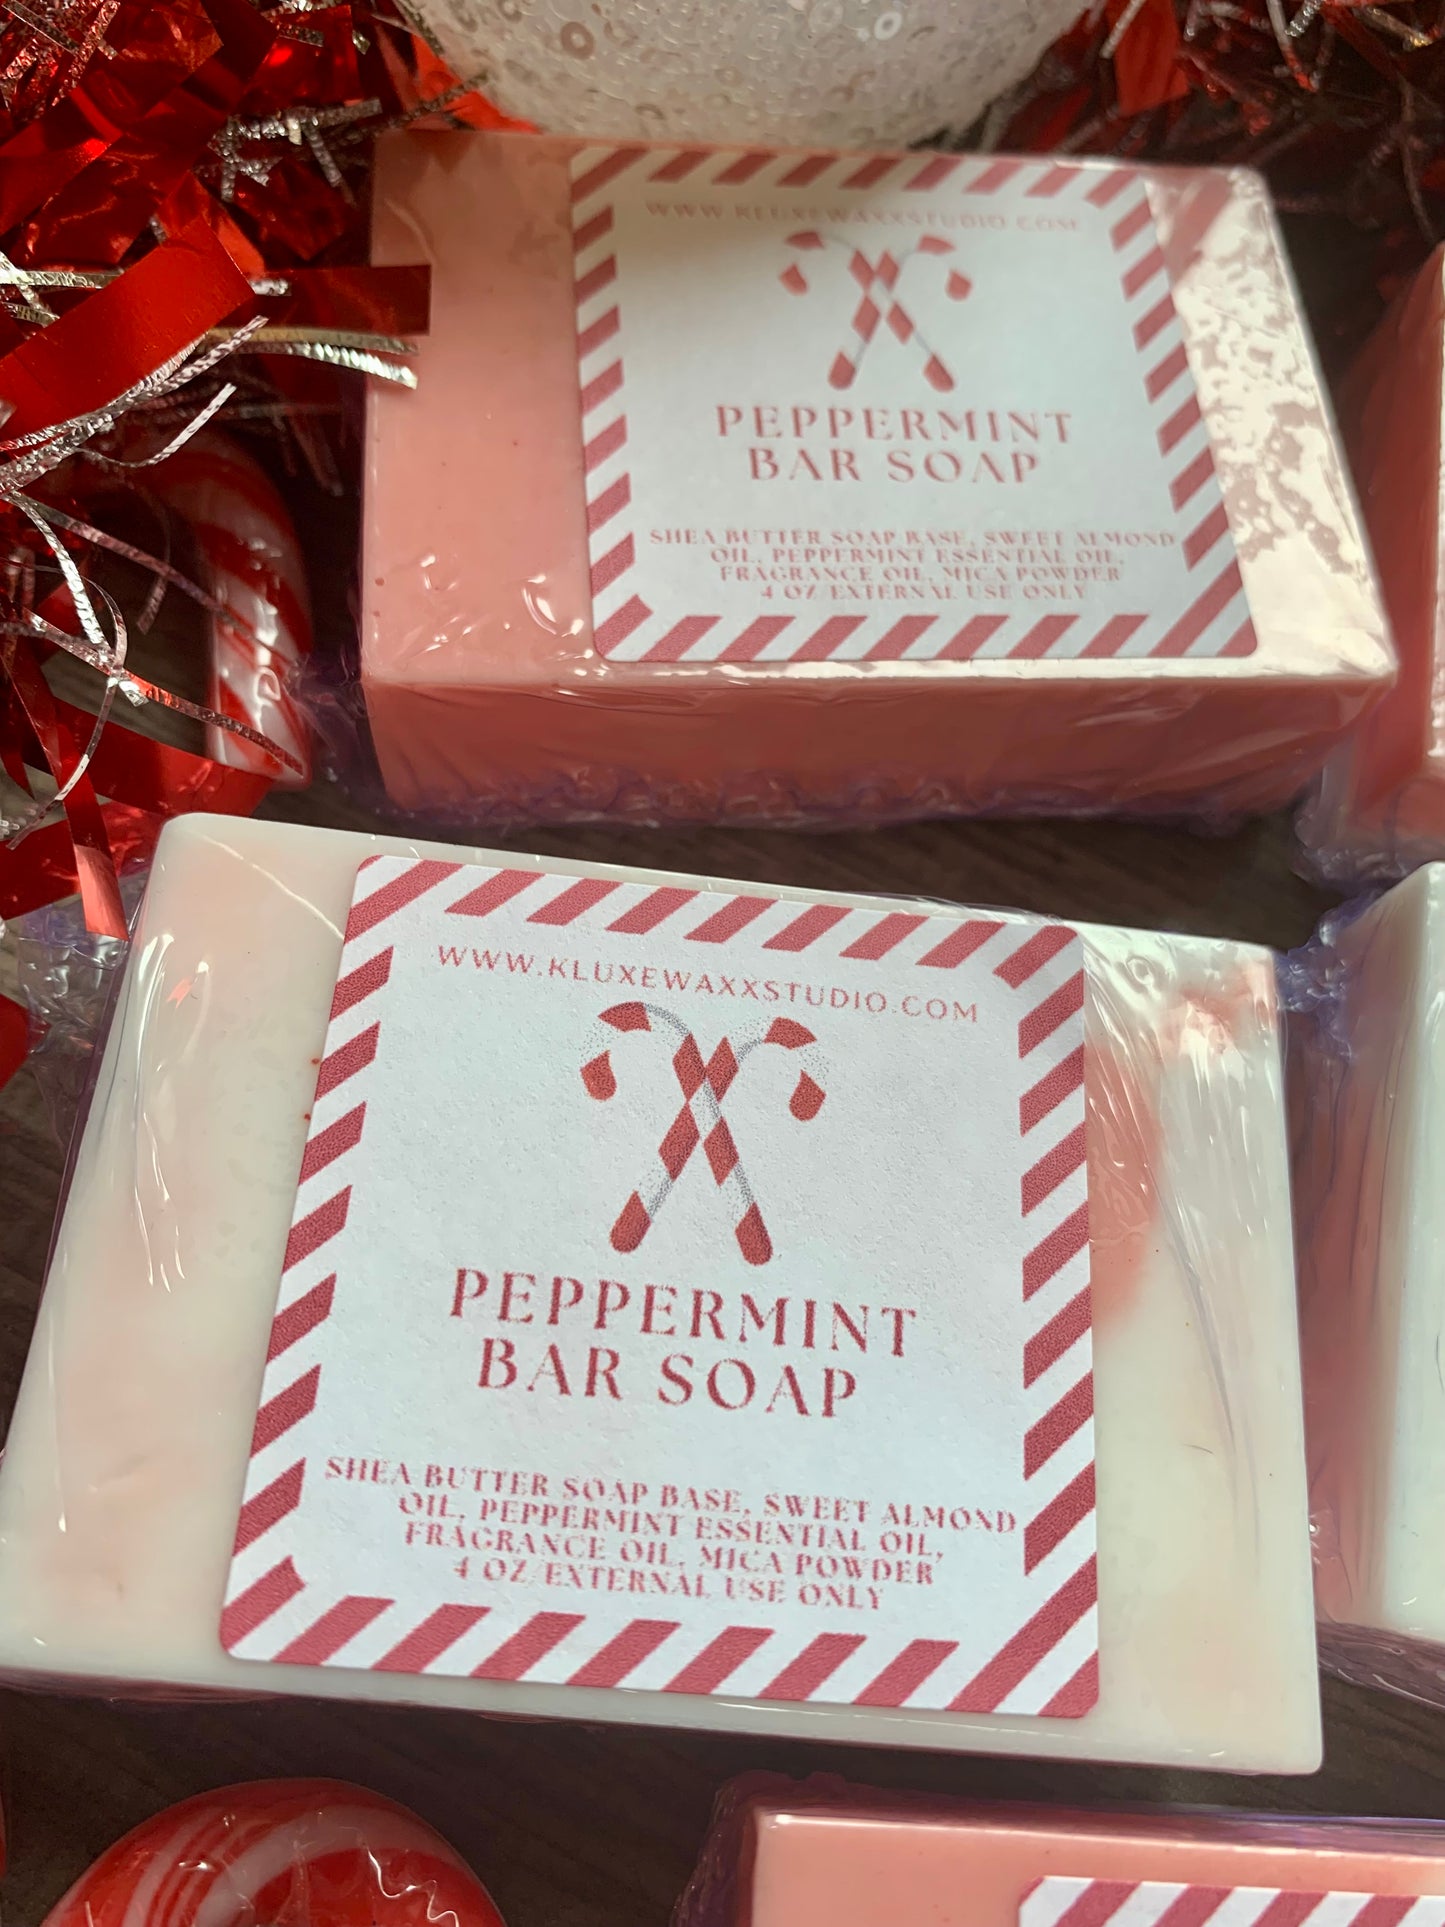 WWW.KLUXEWAXXSTUDIO.COM
PEPPERMINT
BAR SOAP
SHEA BUTTER SOAP BASE, SWEET ALMOND
OIL, PEPPERMINT ESSENTIAL OIL,
FRAGRANCE OIL, MICA POWDER
4 OZ EXTERNAL USE ONLY
WWW.KLUXEWAXXSTUDIO.COM
PEPPERMINT
BAR SOAP
SHEA BUTTER SOAP BASE, SWEET ALMOND
OIL, PEPPERMINT ESSENTIAL OIL,
FRAGRANCE OIL, MICA POWDER
4 OZ EXTERNAL USE ONLY